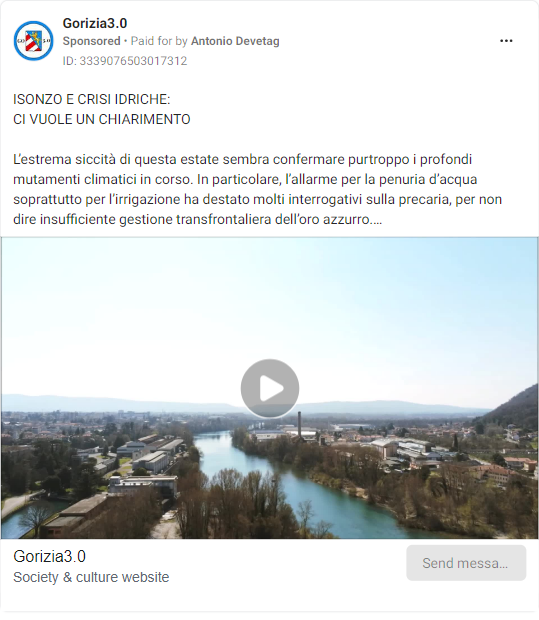 Gorizia3.0
Sponsored • Paid for by Antonio Devetag
ID: 3339076503017312
ISONZO E CRISI IDRICHE:
CI VUOLE UN CHIARIMENTO
L'estrema siccità di questa estate sembra confermare purtroppo i profondi
mutamenti climatici in corso. In particolare, l'allarme per la penuria d'acqua
soprattutto per l'irrigazione ha destato molti interrogativi sulla precaria, per non
dire insufficiente gestione transfrontaliera dell'oro azzurro....
Gorizia3.0
Society & culture website
Send messa...